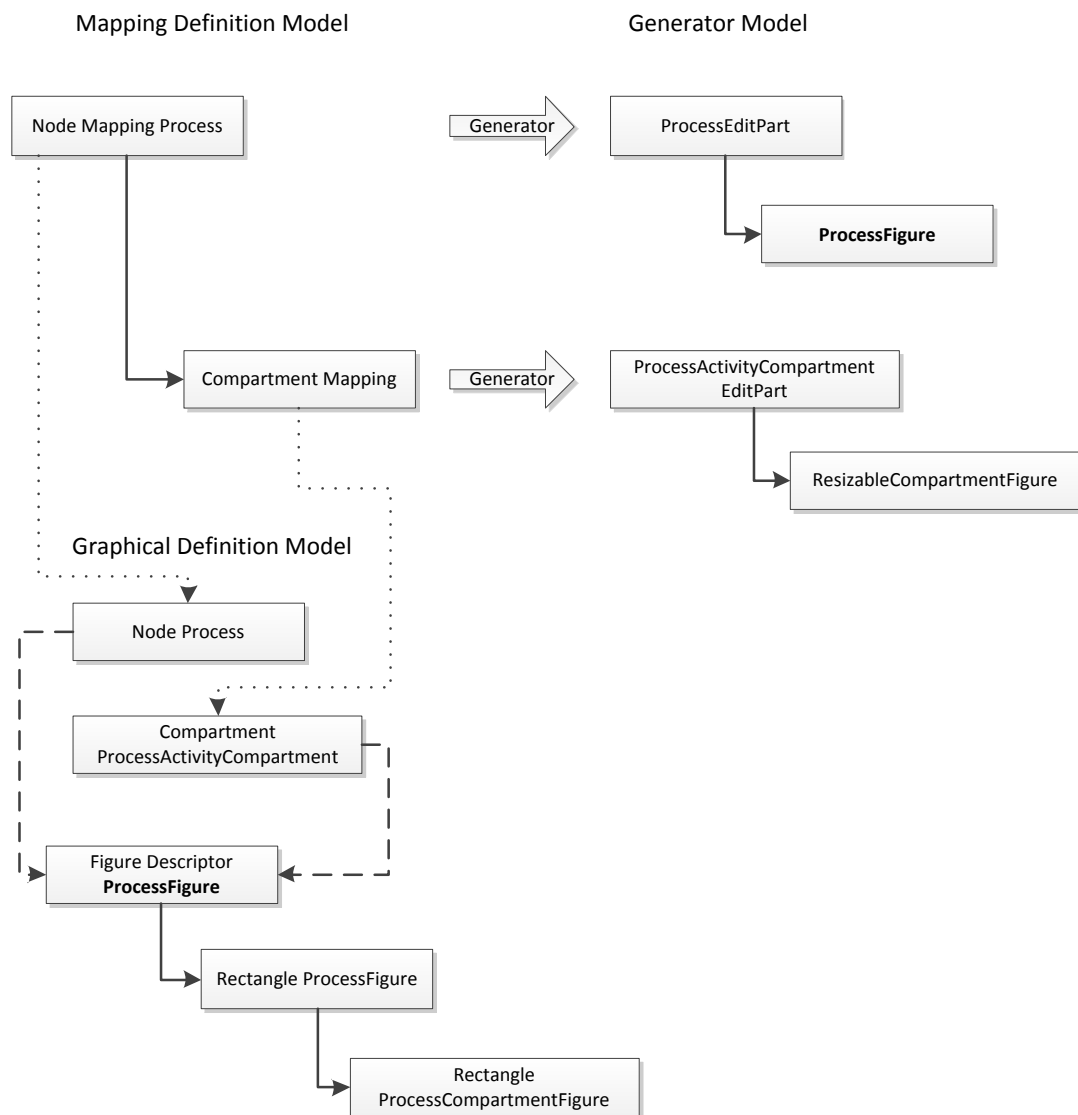 Mapping Definition Model
Generator Model
Node Mapping Process
Generator
ProcessEditPart
ProcessFigure
Compartment Mapping
Generator
ProcessActivityCompartment
EditPart
ResizableCompartmentFigure
Graphical Definition Model
Node Process
Compartment
ProcessActivityCompartment
Figure Descriptor
ProcessFigure
Rectangle ProcessFigure
Rectangle
ProcessCompartmentFigure